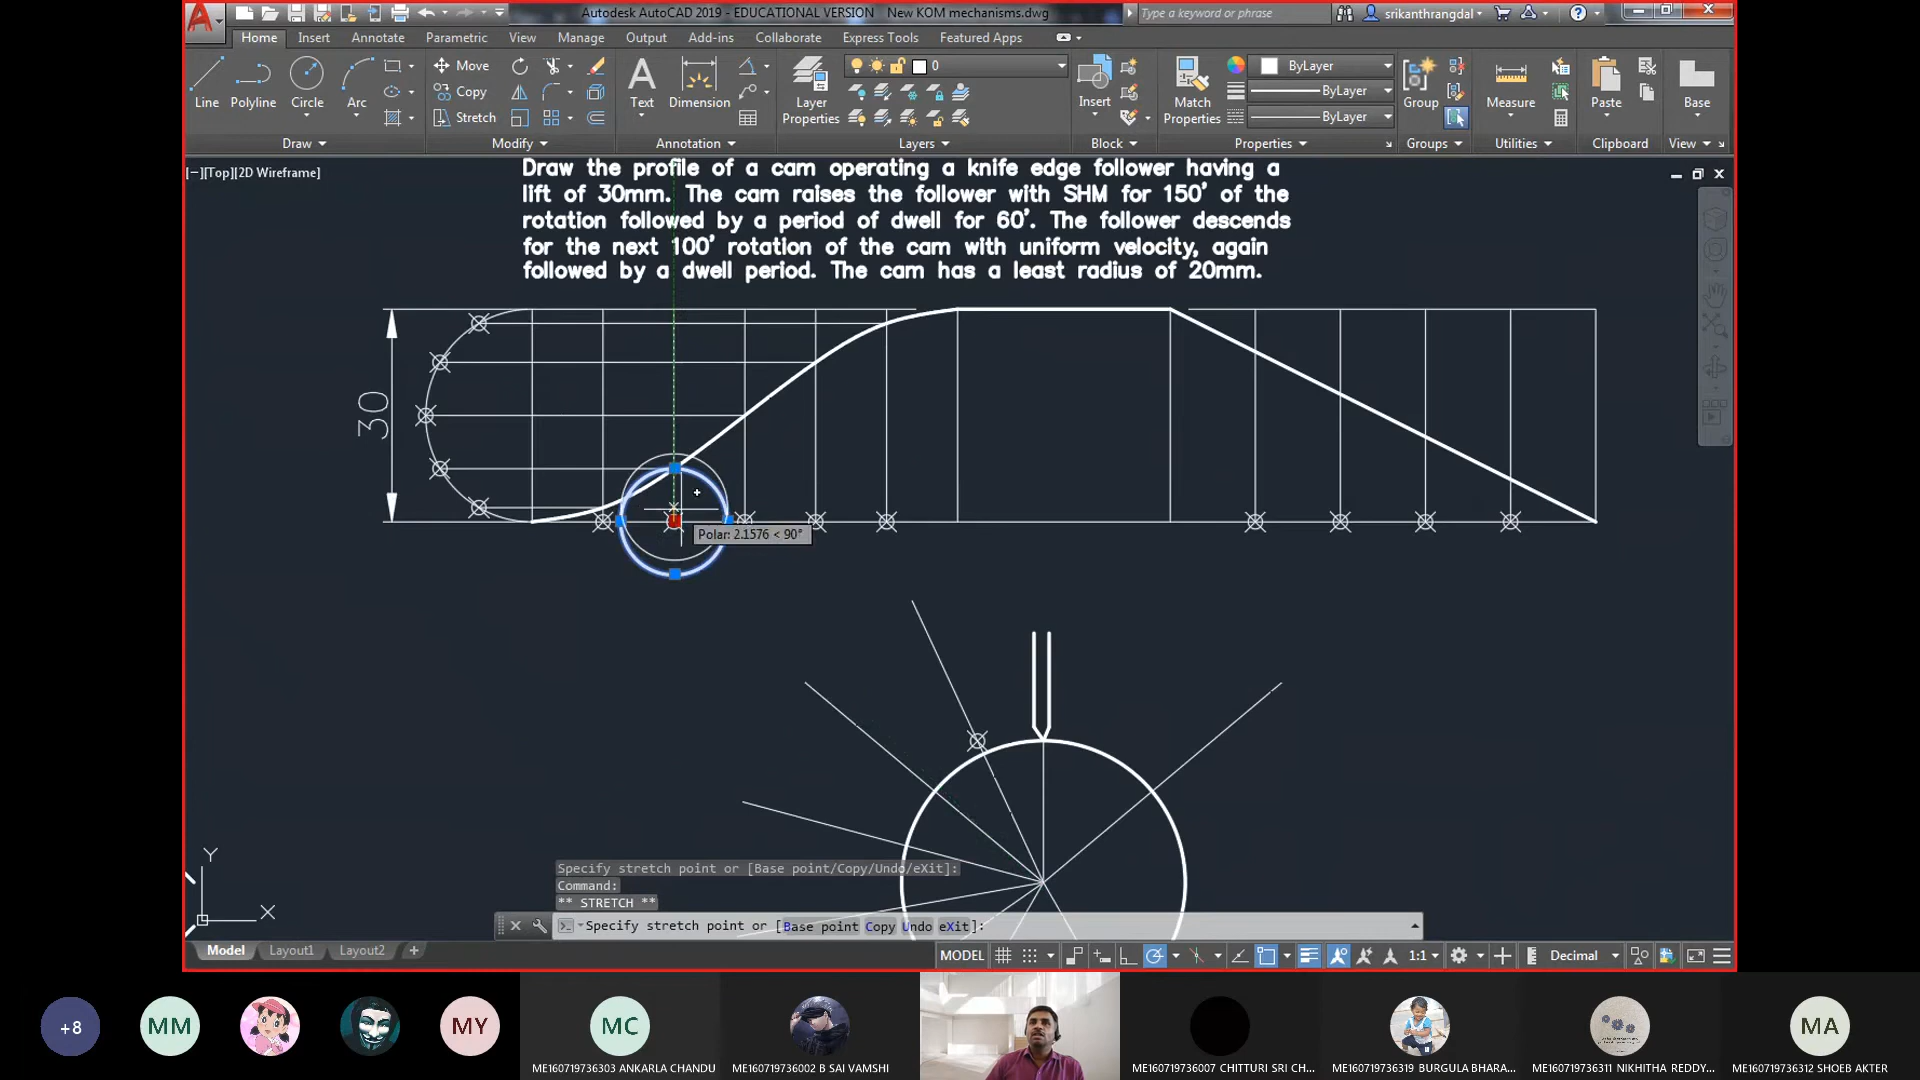 Autodesk AutoCAD 2019 - EDUCATIONAL VERSION New KOM mechanisms.dwg
Type a keyword or phrase
srikanthrangdal
Home Insert Annotate Parametric View Manage Output Add-ins Collaborate Express Tools Featured Apps
Line Polyline Circle Arc
Move
Copy
Stretch
Text Dimension
Layer Properties
0
Insert
Match Properties
ByLayer
ByLayer
ByLayer
Group
Measure
Paste
Base
Draw Modify Annotation Layers Block Properties Groups Utilities Clipboard View
[−][Top][2D Wireframe]
Draw the profile of a cam operating a knife edge follower having a
lift of 30mm. The cam raises the follower with SHM for 150' of the
rotation followed by a period of dwell for 60'. The follower descends
for the next 100' rotation of the cam with uniform velocity, again
followed by a dwell period. The cam has a least radius of 20mm.
30
Polar: 2.1576 < 90°
Y
X
Specify stretch point or [Base point/Copy/Undo/eXit]:
Command:
** STRETCH **
Specify stretch point or [Base point Copy Undo eXit]:
Model Layout1 Layout2 +
MODEL 1:1 Decimal
+8 MM MY MC MA
ME160719736303 ANKARLA CHANDU
ME160719736002 B SAI VAMSHI
ME160719736007 CHITTURI SRI CH...
ME160719736319 BURGULA BHARA...
ME160719736311 NIKHITHA REDDY...
ME160719736312 SHOEB AKTER